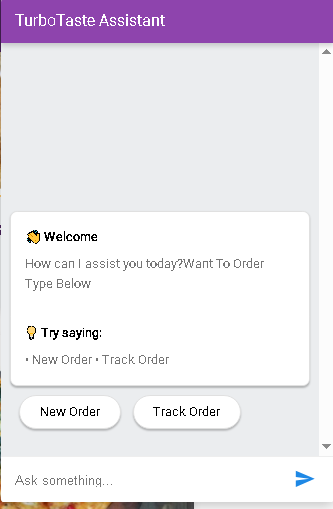 TurboTaste Assistant
👏 Welcome
How can I assist you today?Want To Order
Type Below
💡 Try saying:
• New Order • Track Order
New Order
Track Order
Ask something...